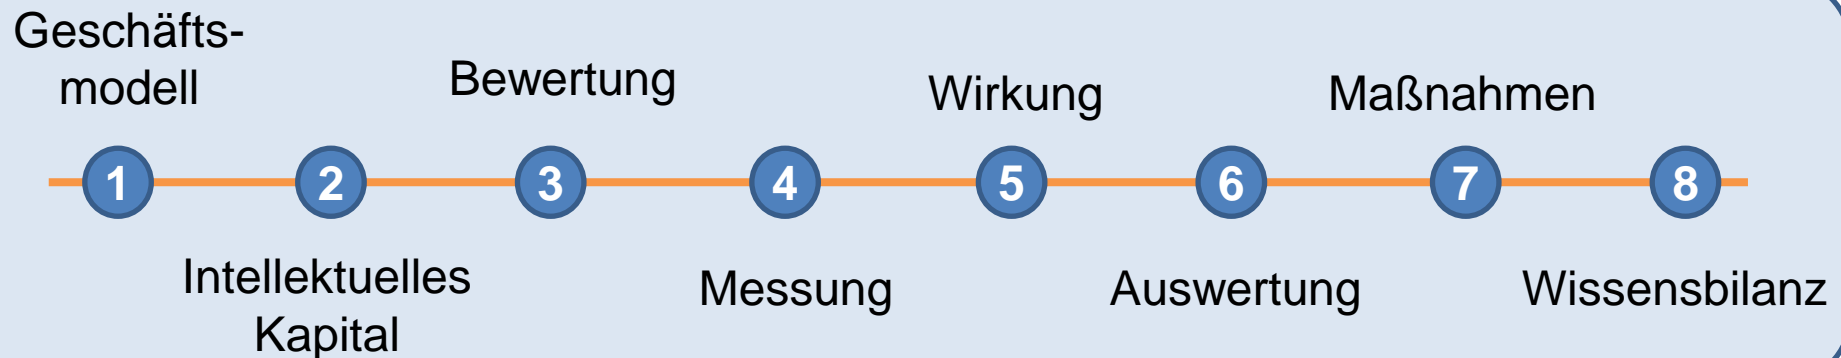 Geschäfts-
modell
Bewertung
Wirkung
Maßnahmen
1
2
3
4
5
6
7
8
Intellektuelles
Kapital
Messung
Auswertung
Wissensbilanz